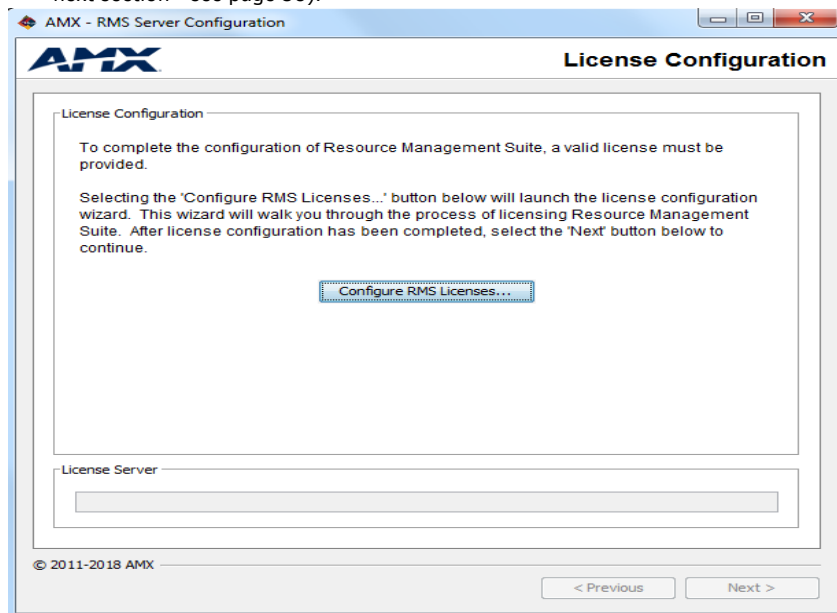 AMX - RMS Server Configuration
AMX
License Configuration
License Configuration
To complete the configuration of Resource Management Suite, a valid license must be
provided.
Selecting the 'Configure RMS Licenses...' button below will launch the license configuration
wizard. This wizard will walk you through the process of licensing Resource Management
Suite. After license configuration has been completed, select the 'Next' button below to
continue.
Configure RMS Licenses...
License Server
© 2011-2018 AMX
< Previous
Next >